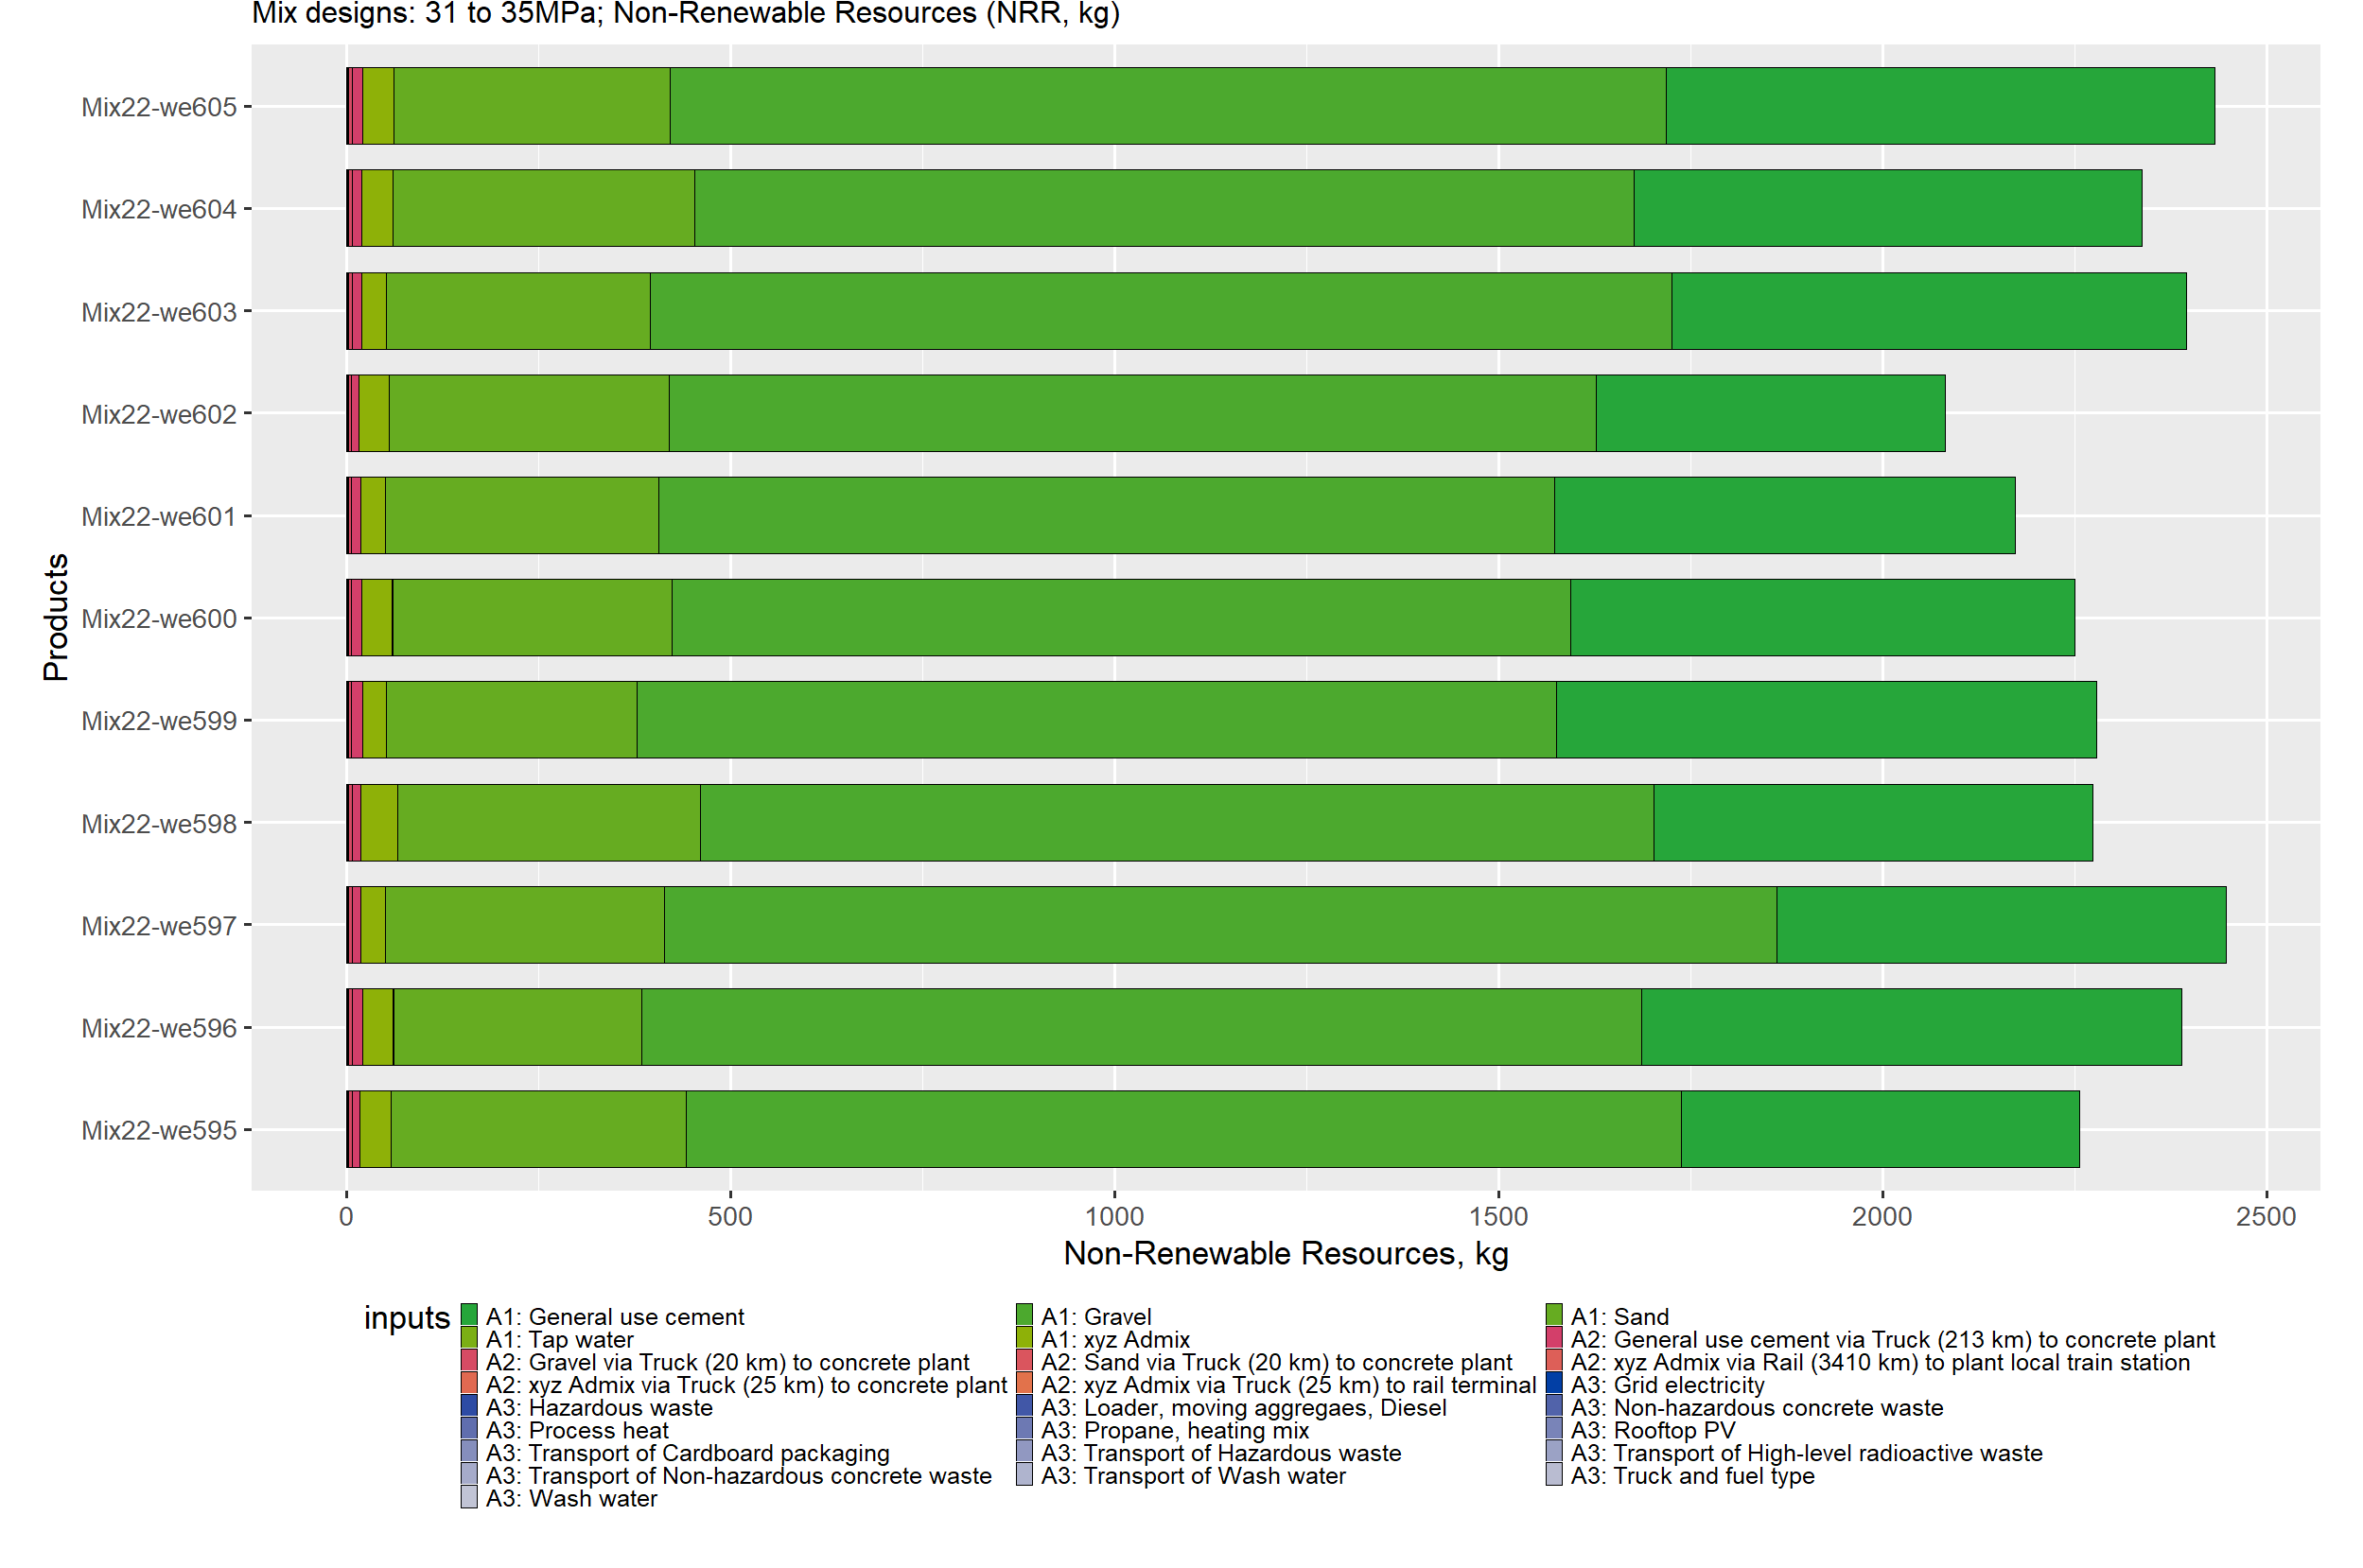 Mix designs: 31 to 35MPa; Non-Renewable Resources (NRR, kg)
Products
Mix22-we605
Mix22-we604
Mix22-we603
Mix22-we602
Mix22-we601
Mix22-we600
Mix22-we599
Mix22-we598
Mix22-we597
Mix22-we596
Mix22-we595
0 500 1000 1500 2000 2500
Non-Renewable Resources, kg
inputs
A1: General use cement A1: Gravel A1: Sand
A1: Tap water A1: xyz Admix A2: General use cement via Truck (213 km) to concrete plant
A2: Gravel via Truck (20 km) to concrete plant A2: Sand via Truck (20 km) to concrete plant A2: xyz Admix via Rail (3410 km) to plant local train station
A2: xyz Admix via Truck (25 km) to concrete plant A2: xyz Admix via Truck (25 km) to rail terminal A3: Grid electricity
A3: Hazardous waste A3: Loader, moving aggregaes, Diesel A3: Non-hazardous concrete waste
A3: Process heat A3: Propane, heating mix A3: Rooftop PV
A3: Transport of Cardboard packaging A3: Transport of Hazardous waste A3: Transport of High-level radioactive waste
A3: Transport of Non-hazardous concrete waste A3: Transport of Wash water A3: Truck and fuel type
A3: Wash water